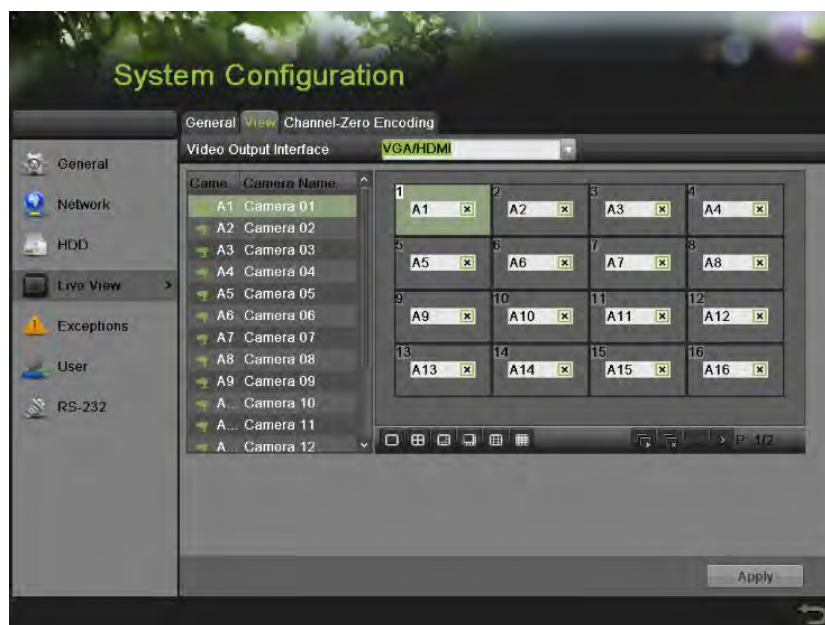 System Configuration
General View Channel-Zero Encoding
Video Output Interface VGA/HDMI
General
Network
HDD
Live View >
Exceptions
User
RS-232
Came... Camera Name
A1 Camera 01
A2 Camera 02
A3 Camera 03
A4 Camera 04
A5 Camera 05
A6 Camera 06
A7 Camera 07
A8 Camera 08
A9 Camera 09
A... Camera 10
A... Camera 11
A... Camera 12
1 A1
2 A2
3 A3
4 A4
5 A5
6 A6
7 A7
8 A8
9 A9
10 A10
11 A11
12 A12
13 A13
14 A14
15 A15
16 A16
P: 1/2
Apply